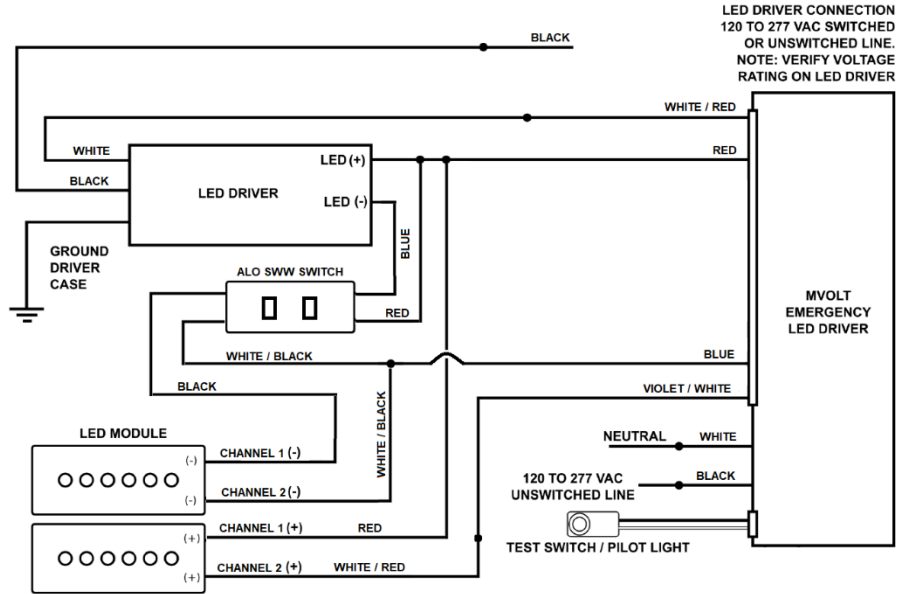 LED DRIVER CONNECTION
120 TO 277 VAC SWITCHED
OR UNSWITCHED LINE.
NOTE: VERIFY VOLTAGE
RATING ON LED DRIVER
BLACK
WHITE / RED
WHITE
BLACK
LED DRIVER
LED (+)
LED (-)
RED
BLUE
GROUND
DRIVER
CASE
ALO SWW SWITCH
RED
MVOLT
EMERGENCY
LED DRIVER
WHITE / BLACK
BLUE
BLACK
WHITE / BLACK
VIOLET / WHITE
LED MODULE
(-)
CHANNEL 1 (-)
(-)
CHANNEL 2 (-)
NEUTRAL
WHITE
120 TO 277 VAC
UNSWITCHED LINE
BLACK
(+)
CHANNEL 1 (+)
RED
TEST SWITCH / PILOT LIGHT
(+)
CHANNEL 2 (+)
WHITE / RED